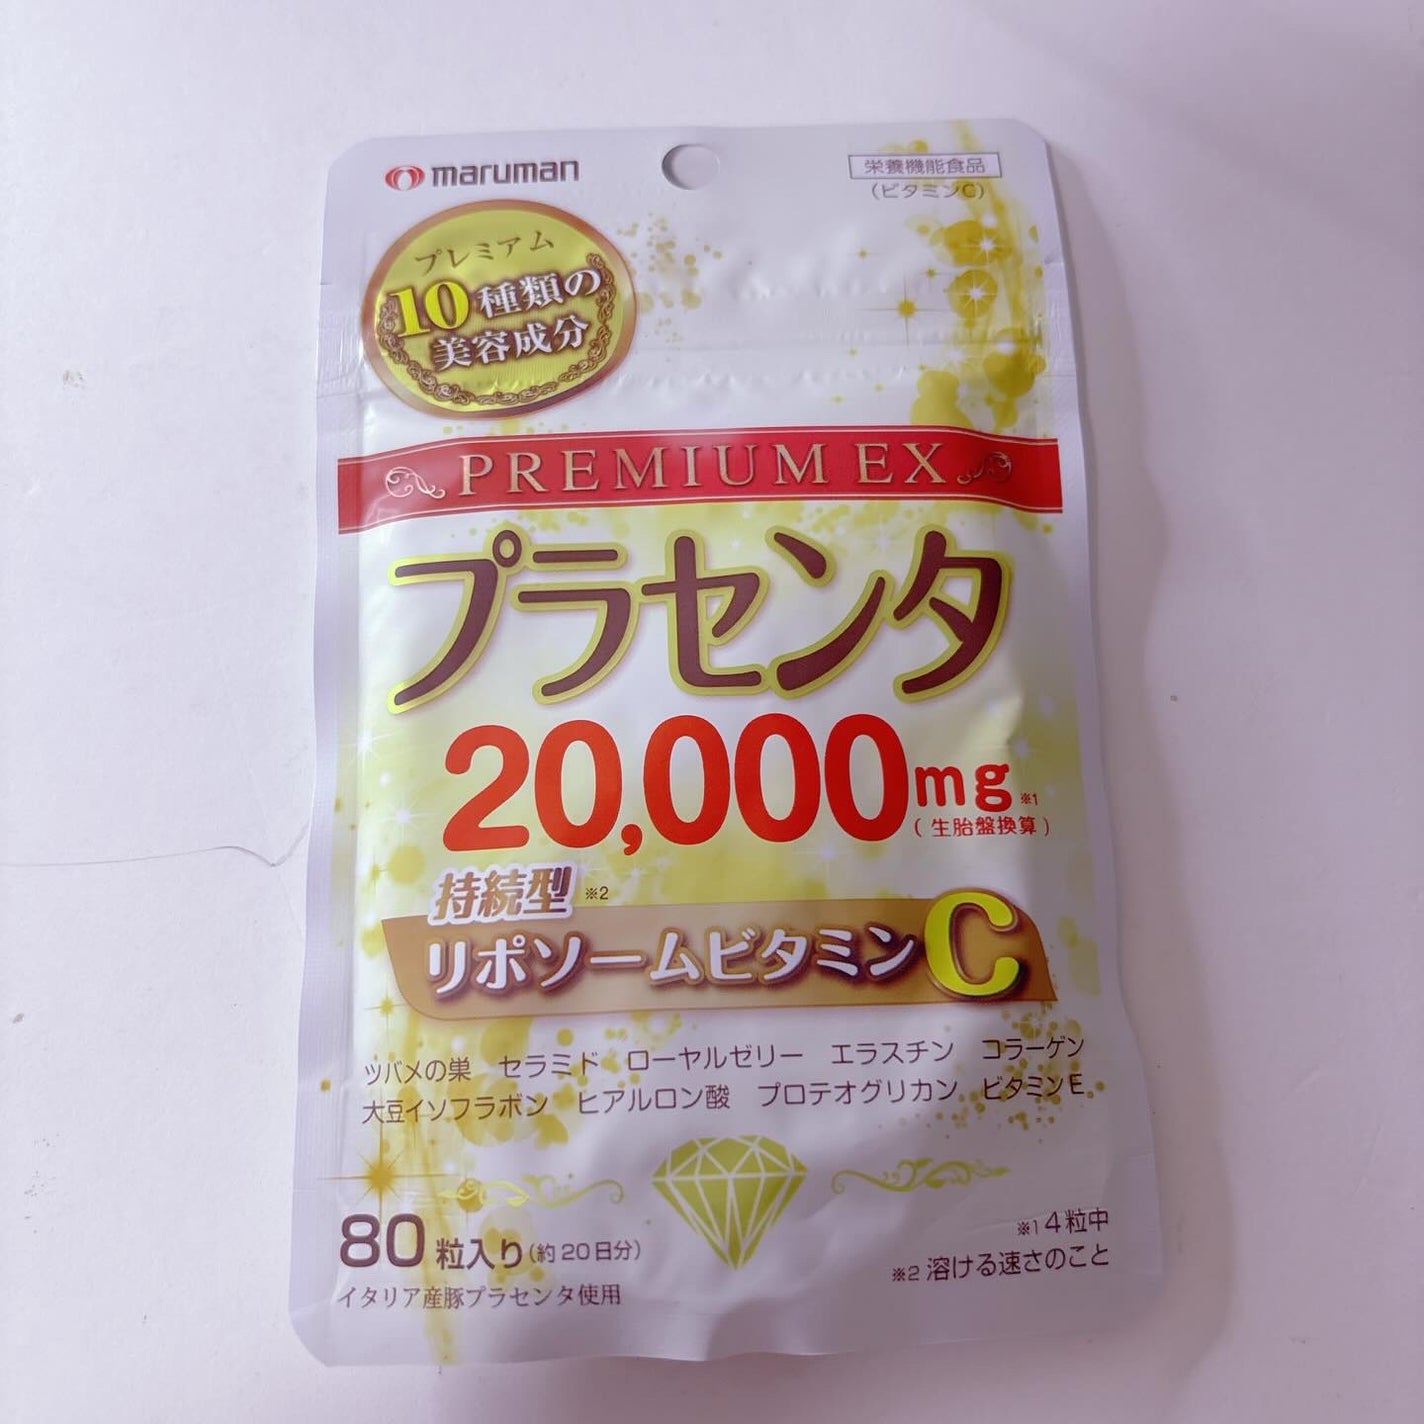 maruman
栄養機能食品
(ビタミンC)
プレミアム
10種類の
美容成分
PREMIUM EX
プラセンタ
20,000mg※1
(生胎盤換算)
持続型※2
リポソームビタミンC
ツバメの巣 セラミド ローヤルゼリー エラスチン コラーゲン
大豆イソフラボン ヒアルロン酸 プロテオグリカン ビタミンE
80粒入り(約20日分)
イタリア産豚プラセンタ使用
※1 4粒中
※2 溶ける速さのこと